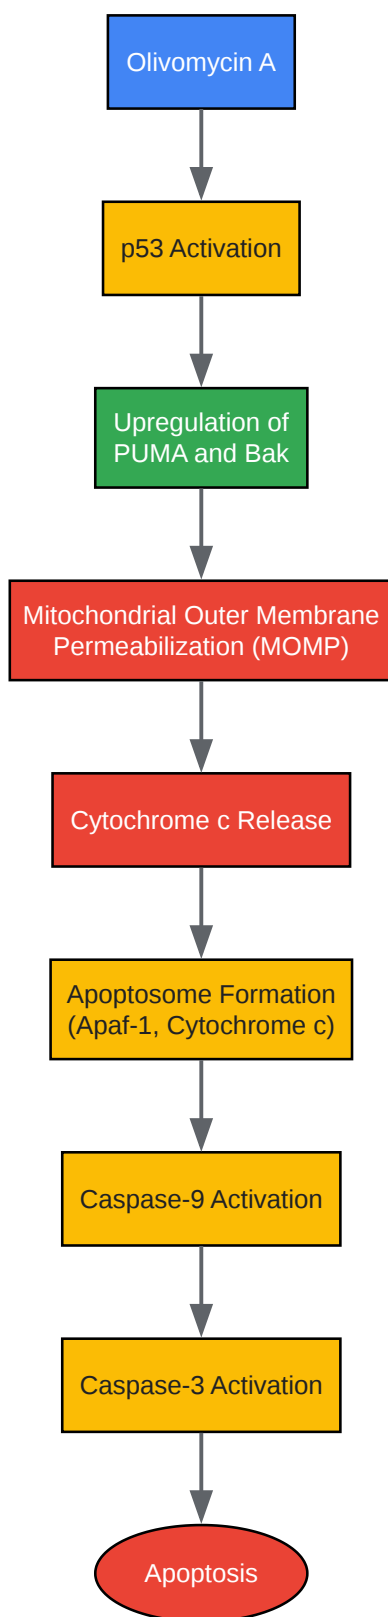 Olivomycin A
p53 Activation
Upregulation of
PUMA and Bak
Mitochondrial Outer Membrane
Permeabilization (MOMP)
Cytochrome c Release
Apoptosome Formation
(Apaf-1, Cytochrome c)
Caspase-9 Activation
Caspase-3 Activation
Apoptosis